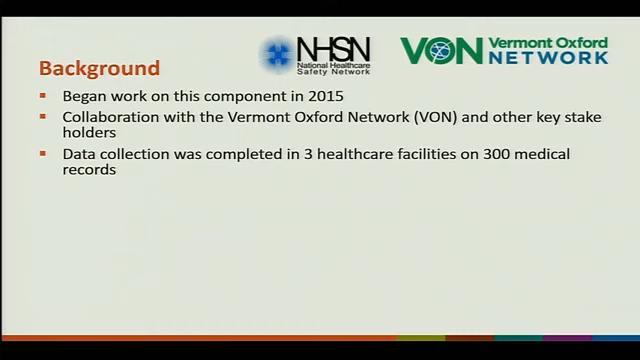 NHSN
National Healthcare
Safety Network
VON Vermont Oxford
NETWORK
Background
Began work on this component in 2015
Collaboration with the Vermont Oxford Network (VON) and other key stake
holders
Data collection was completed in 3 healthcare facilities on 300 medical
records